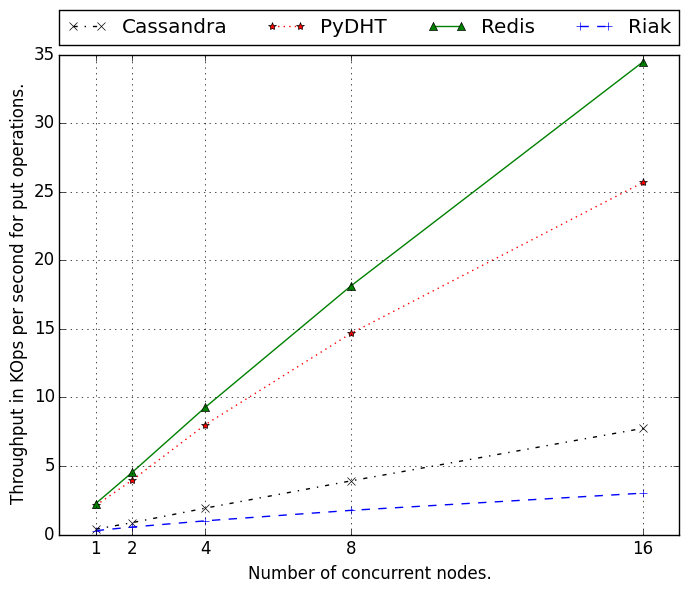 Cassandra PyDHT Redis Riak
Throughput in KOps per second for put operations.
35
30
25
20
15
10
5
0
1 2 4 8 16
Number of concurrent nodes.